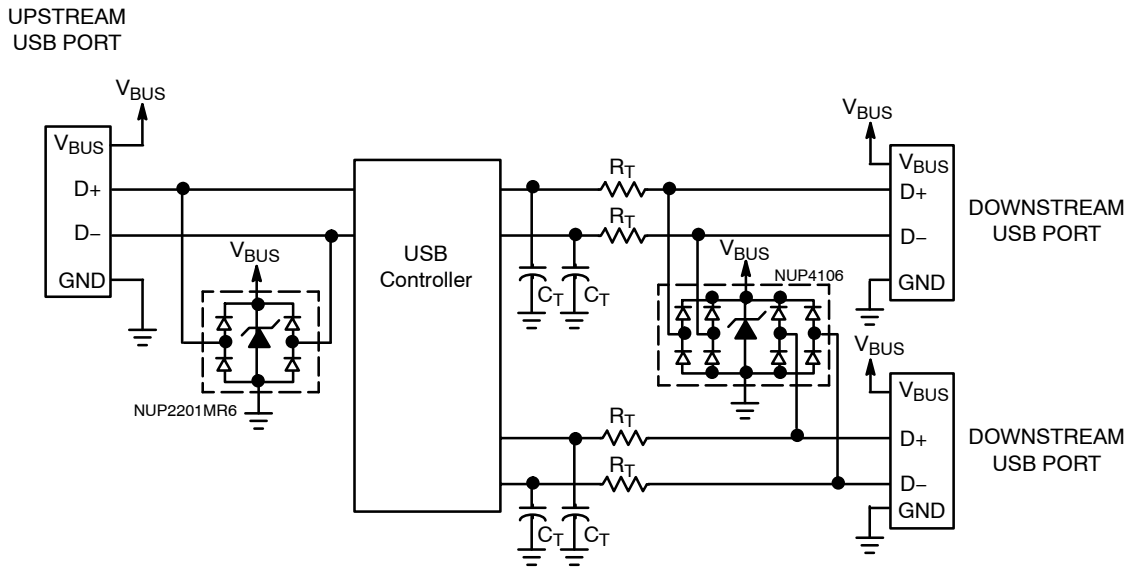 UPSTREAM
USB PORT
VBUS
VBUS
D+
D−
GND
VBUS
NUP2201MR6
USB
Controller
RT
RT
CT
CT
VBUS
NUP4106
VBUS
VBUS
D+
D−
GND
DOWNSTREAM
USB PORT
RT
RT
CT
CT
VBUS
VBUS
D+
D−
GND
DOWNSTREAM
USB PORT